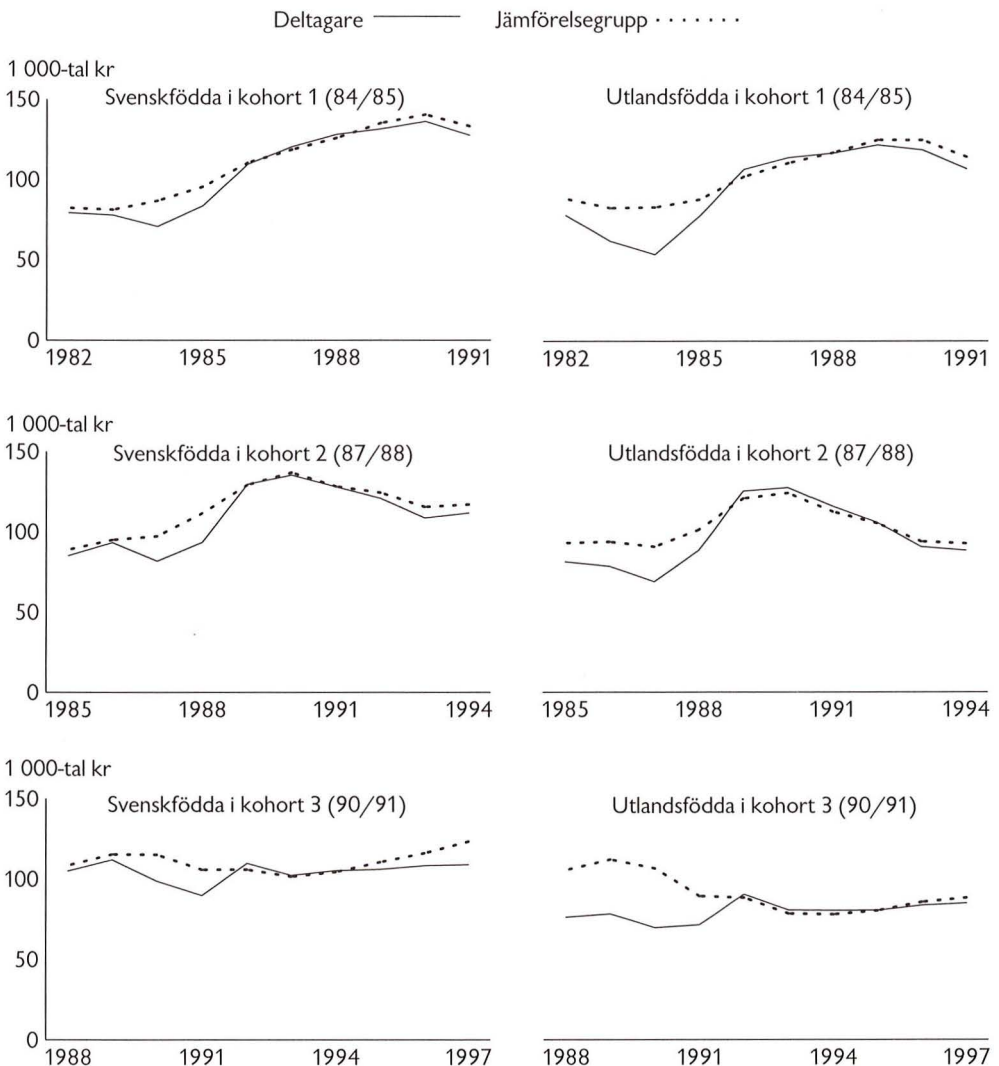 Deltagare Jämförelsegrupp
1 000-tal kr
Svenskfödda i kohort 1 (84/85) Utlandsfödda i kohort 1 (84/85)
150
100
50
0
1982 1985 1988 1991 1982 1985 1988 1991
1 000-tal kr
Svenskfödda i kohort 2 (87/88) Utlandsfödda i kohort 2 (87/88)
150
100
50
0
1985 1988 1991 1994 1985 1988 1991 1994
1 000-tal kr
Svenskfödda i kohort 3 (90/91) Utlandsfödda i kohort 3 (90/91)
150
100
50
0
1988 1991 1994 1997 1988 1991 1994 1997